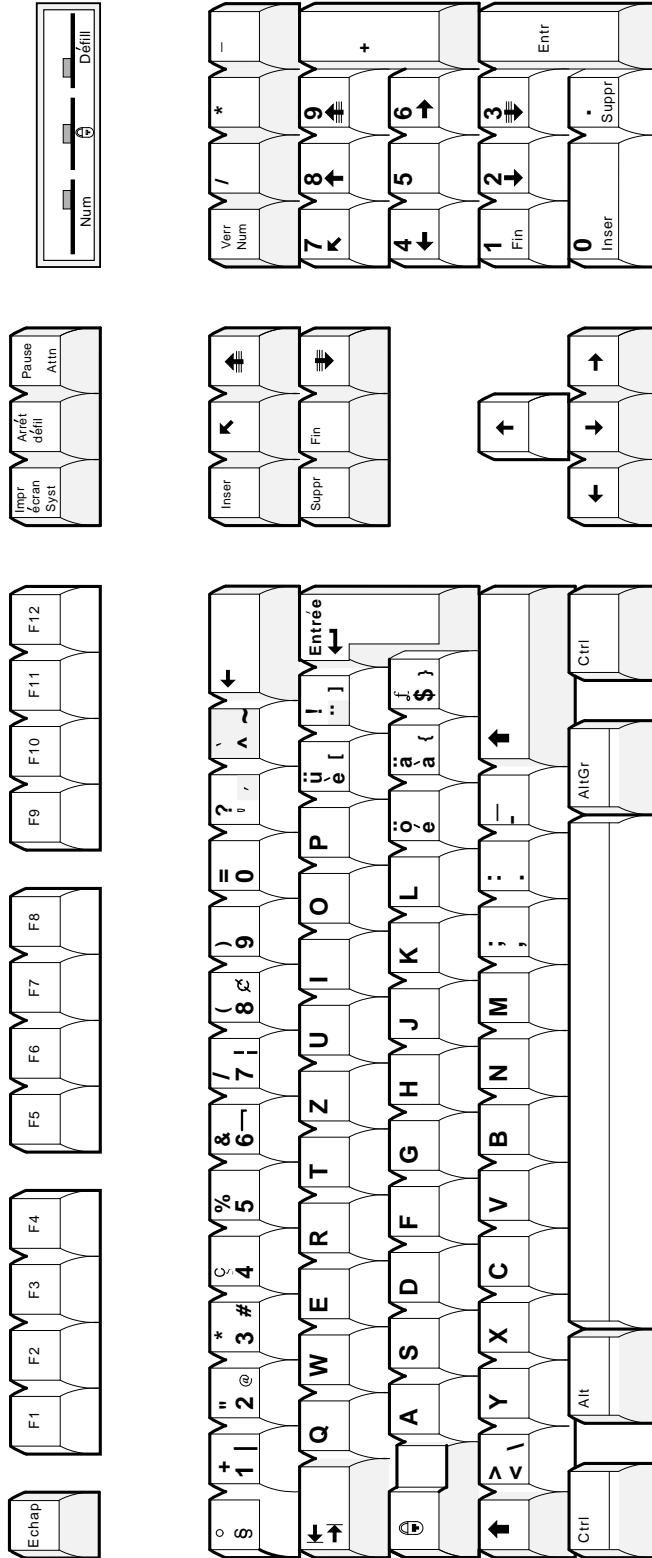 Echap
F1 F2 F3 F4
F5 F6 F7 F8
F9 F10 F11 F12
Impr
écran
Syst
Arrêt
défil
Pause
Attn
Num
Défill
° §
+ 1 |
" 2 @
* 3 #
ç 4
% 5
& 6 ¬
/ 7 ¦
( 8 ¢
) 9
= 0
? ' ´
` ^ ~
Inser
Verr
Num
/
*
–
Q W E R T Z U I O P
ü è [
! ¨ ]
Entrée
Suppr
Fin
7 8 9
+
A S D F G H J K L
ö é
ä à {
£ $ }
4 5 6
> < \
Y X C V B N M
; ,
: .
_ -
1
Fin
2 3
Entr
Ctrl
Alt
AltGr
Ctrl
0
Inser
.
Suppr